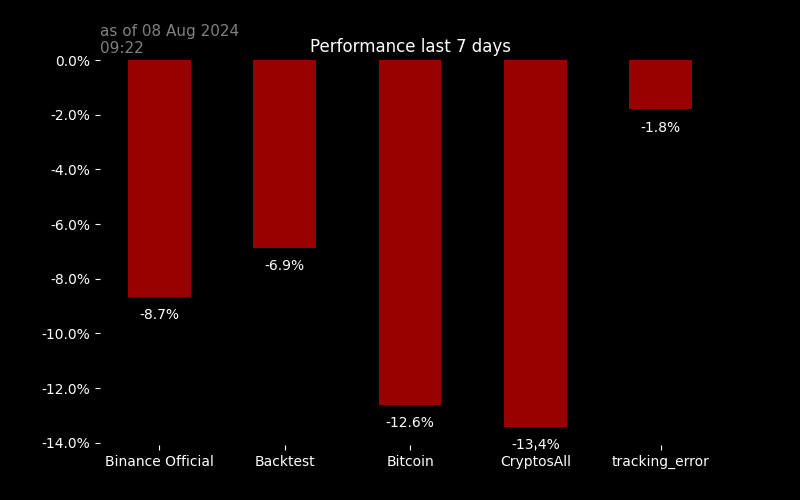 as of 08 Aug 2024
09:22
Performance last 7 days
0.0%
-2.0%
-4.0%
-6.0%
-8.0%
-10.0%
-12.0%
-14.0%
-8.7%
-6.9%
-12.6%
-13.4%
-1.8%
Binance Official
Backtest
Bitcoin
CryptosAll
tracking_error